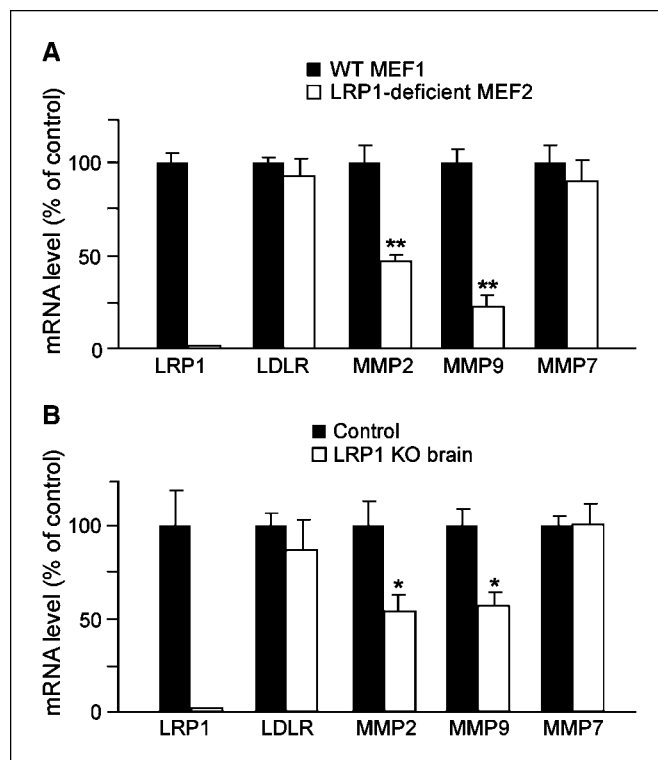 A
WT MEF1
LRP1-deficient MEF2
mRNA level (% of control)
100
50
0
**
**
LRP1 LDLR MMP2 MMP9 MMP7
B
Control
LRP1 KO brain
mRNA level (% of control)
100
50
0
*
*
LRP1 LDLR MMP2 MMP9 MMP7